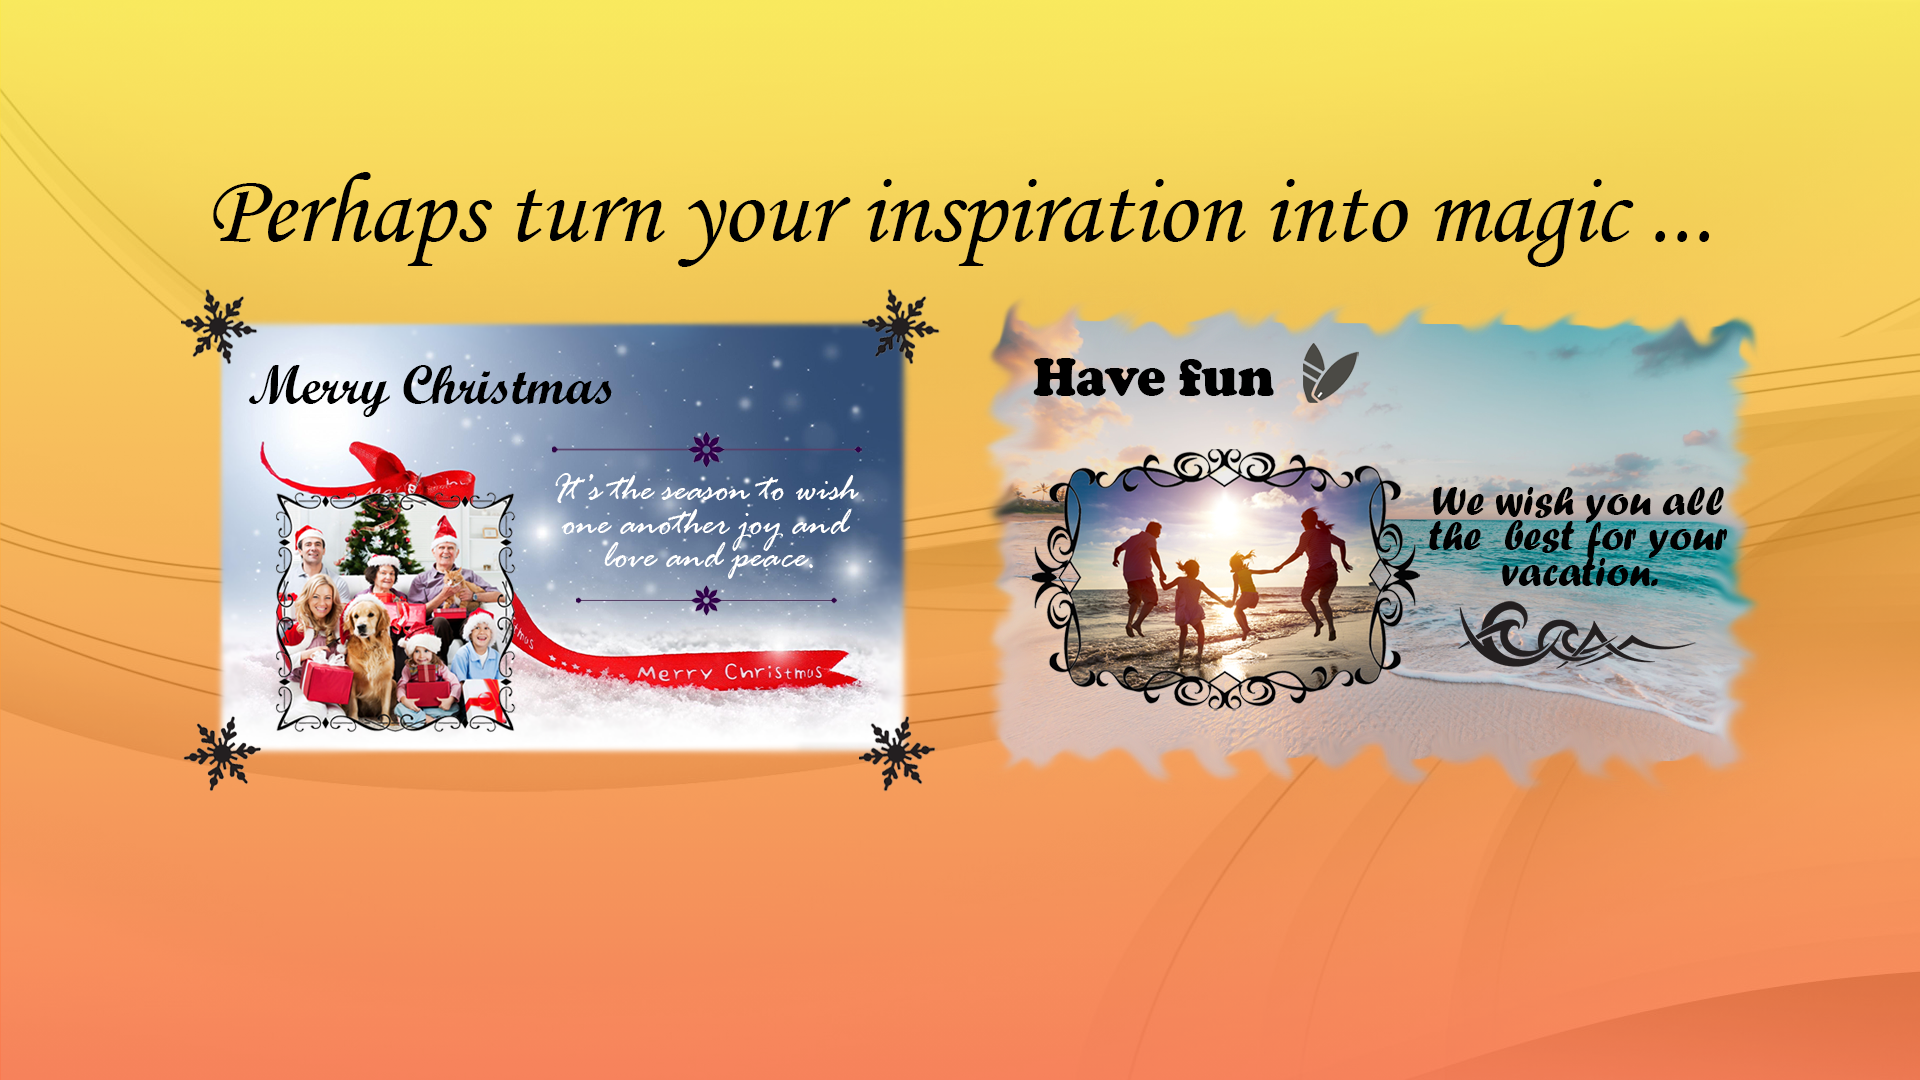 Perhaps turn your inspiration into magic ...
Merry Christmas
It's the season to wish
one another joy and
love and peace.
Merry Christmas
Have fun
We wish you all
the best for your
vacation.